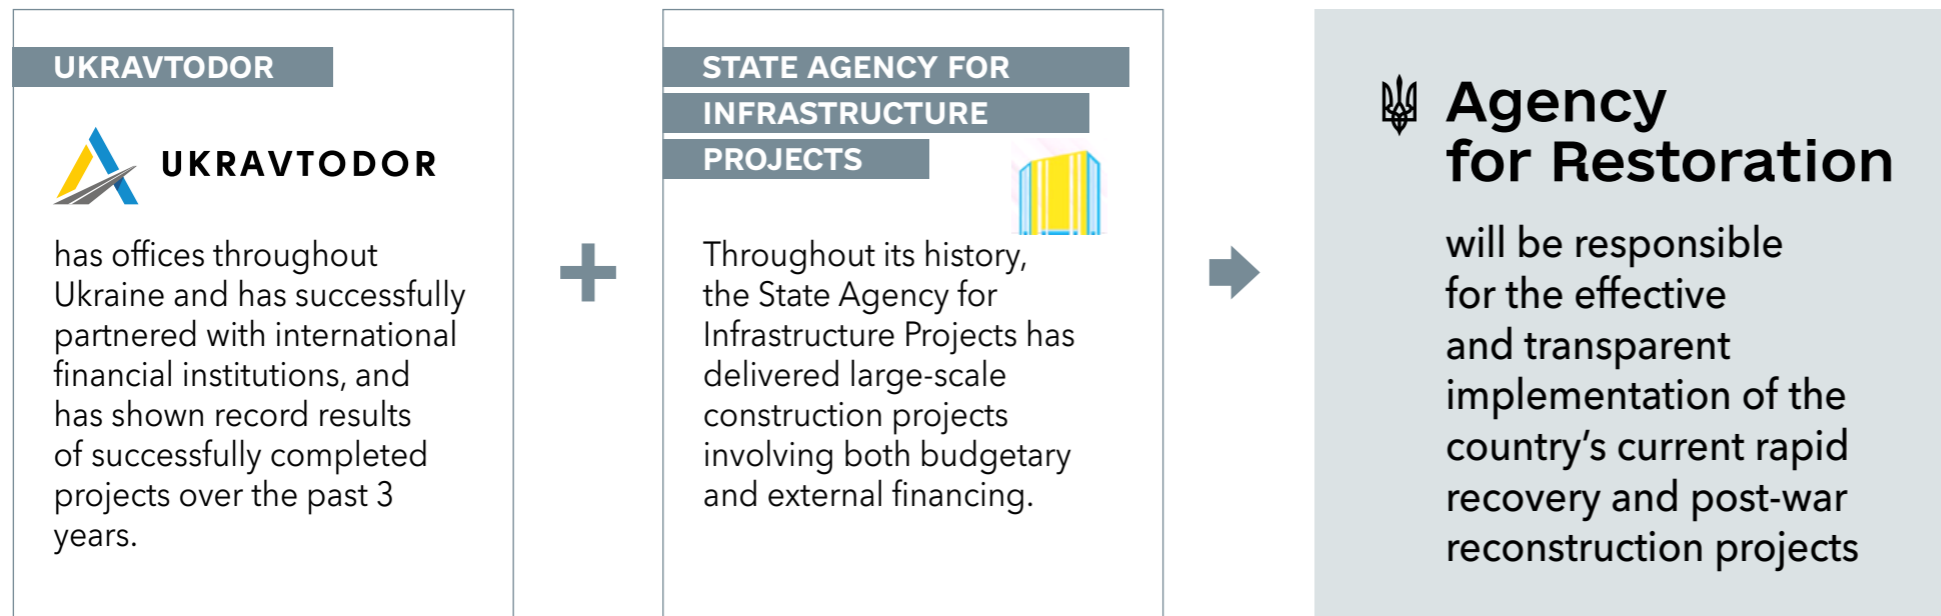 UKRAVTODOR
UKRAVTODOR
has offices throughout
Ukraine and has successfully
partnered with international
financial institutions, and
has shown record results
of successfully completed
projects over the past 3
years.
STATE AGENCY FOR
INFRASTRUCTURE
PROJECTS
Throughout its history,
the State Agency for
Infrastructure Projects has
delivered large-scale
construction projects
involving both budgetary
and external financing.
Agency
for Restoration
will be responsible
for the effective
and transparent
implementation of the
country’s current rapid
recovery and post-war
reconstruction projects